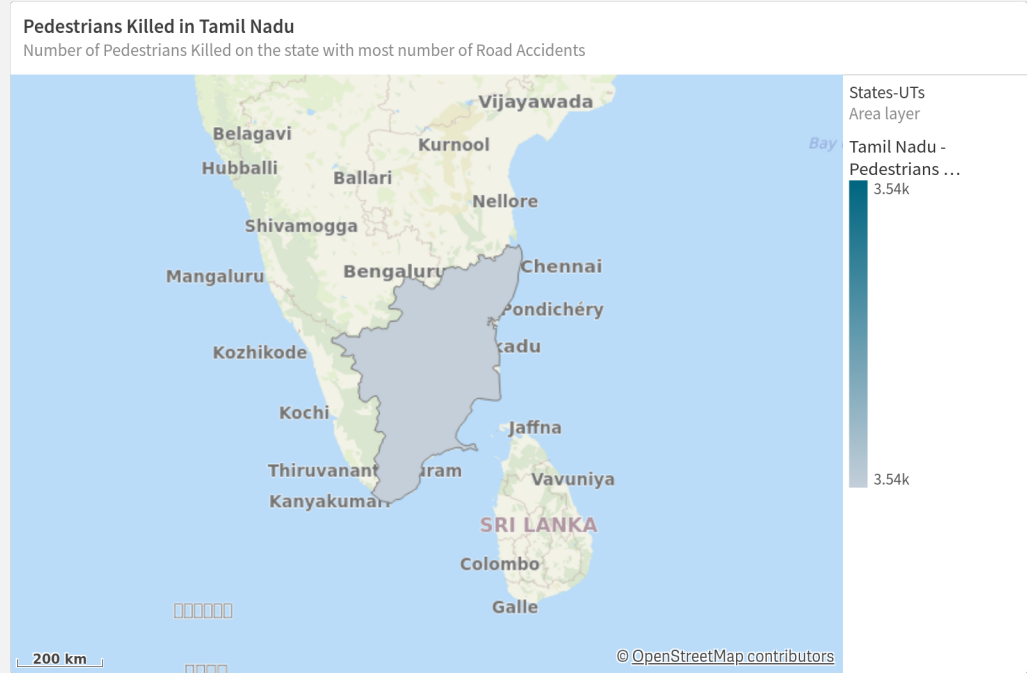 Pedestrians Killed in Tamil Nadu
Number of Pedestrians Killed on the state with most number of Road Accidents
States-UTs
Area layer
Tamil Nadu -
Pedestrians …
3.54k
3.54k
Vijayawada
Belagavi
Kurnool
Bay
Hubballi
Ballari
Nellore
Shivamogga
Bengaluru
Chennai
Mangaluru
Pondichéry
kadu
Kozhikode
Kochi
Jaffna
Thiruvanant
uram
Vavuniya
Kanyakumari
SRI LANKA
Colombo
Galle
200 km
© OpenStreetMap contributors